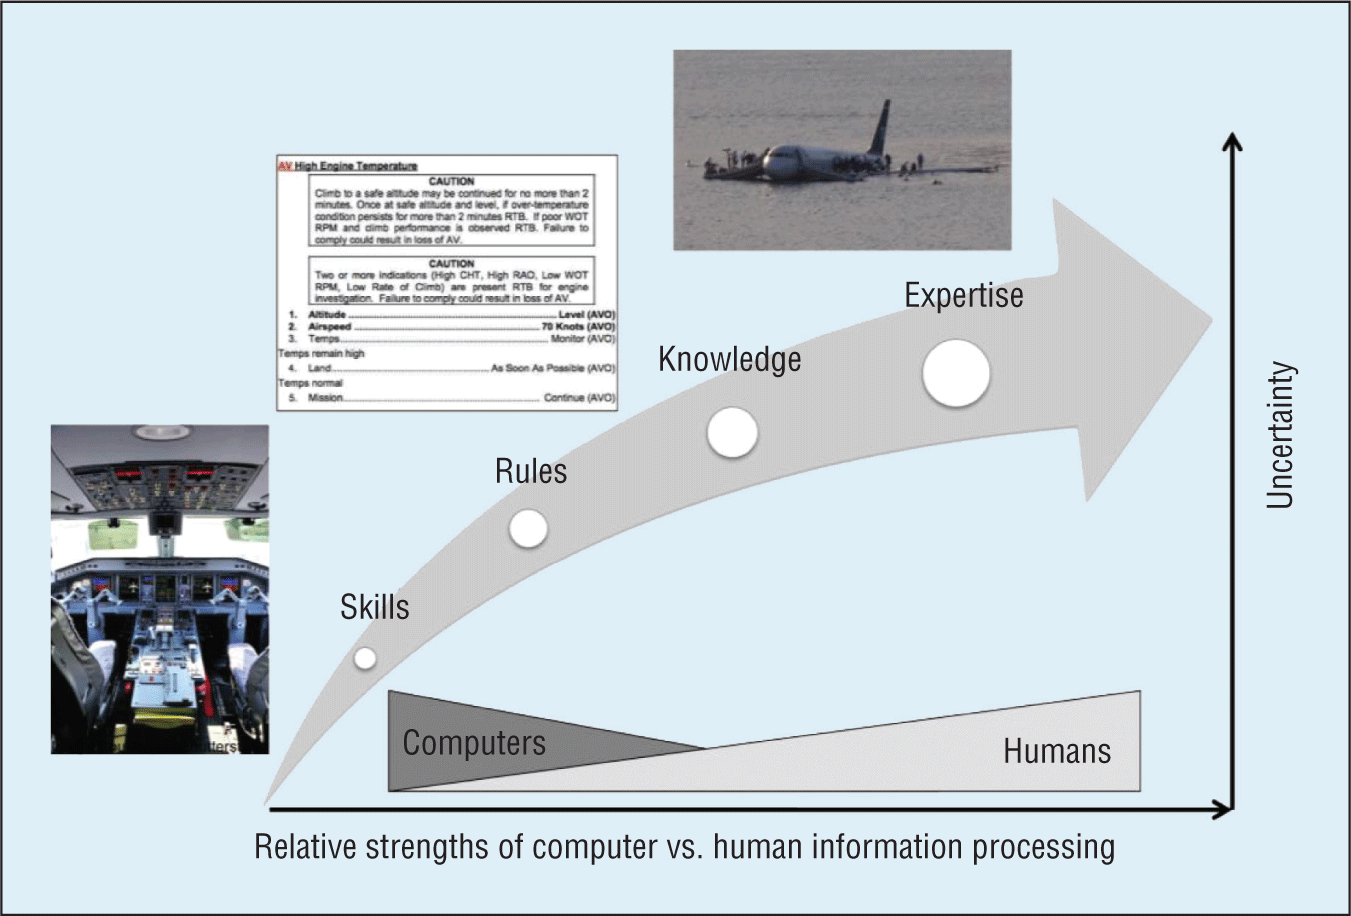 AV High Engine Temperature
CAUTION
Climb to a safe altitude may be continued for no more than 2
minutes. Once at safe altitude and level, if over-temperature
condition persists for more than 2 minutes RTB. If poor WOT
RPM and climb performance is observed RTB. Failure to
comply could result in loss of AV.
CAUTION
Two or more indications (High CHT, High RAO, Low WOT
RPM, Low Rate of Climb) are present RTB for engine
investigation. Failure to comply could result in loss of AV.
1. Altitude ........ Level (AVO)
2. Airspeed ........ 70 Knots (AVO)
3. Temps........ Monitor (AVO)
Temps remain high
4. Land........ As Soon As Possible (AVO)
Temps normal
5. Mission........ Continue (AVO)
Expertise
Knowledge
Rules
Skills
Uncertainty
Computers
Humans
Relative strengths of computer vs. human information processing